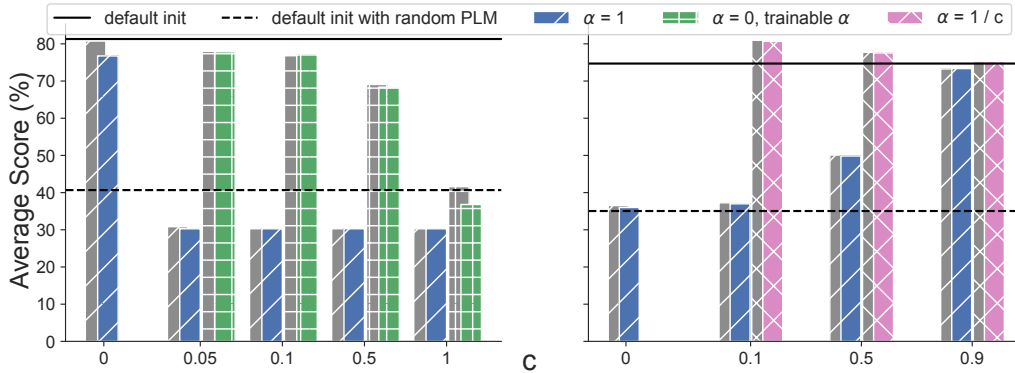 default init   default init with random PLM   α = 1   α = 0, trainable α   α = 1 / c
Average Score (%)
80
70
60
50
40
30
20
10
0
0   0.05   0.1   0.5   1   0   0.1   0.5   0.9
c